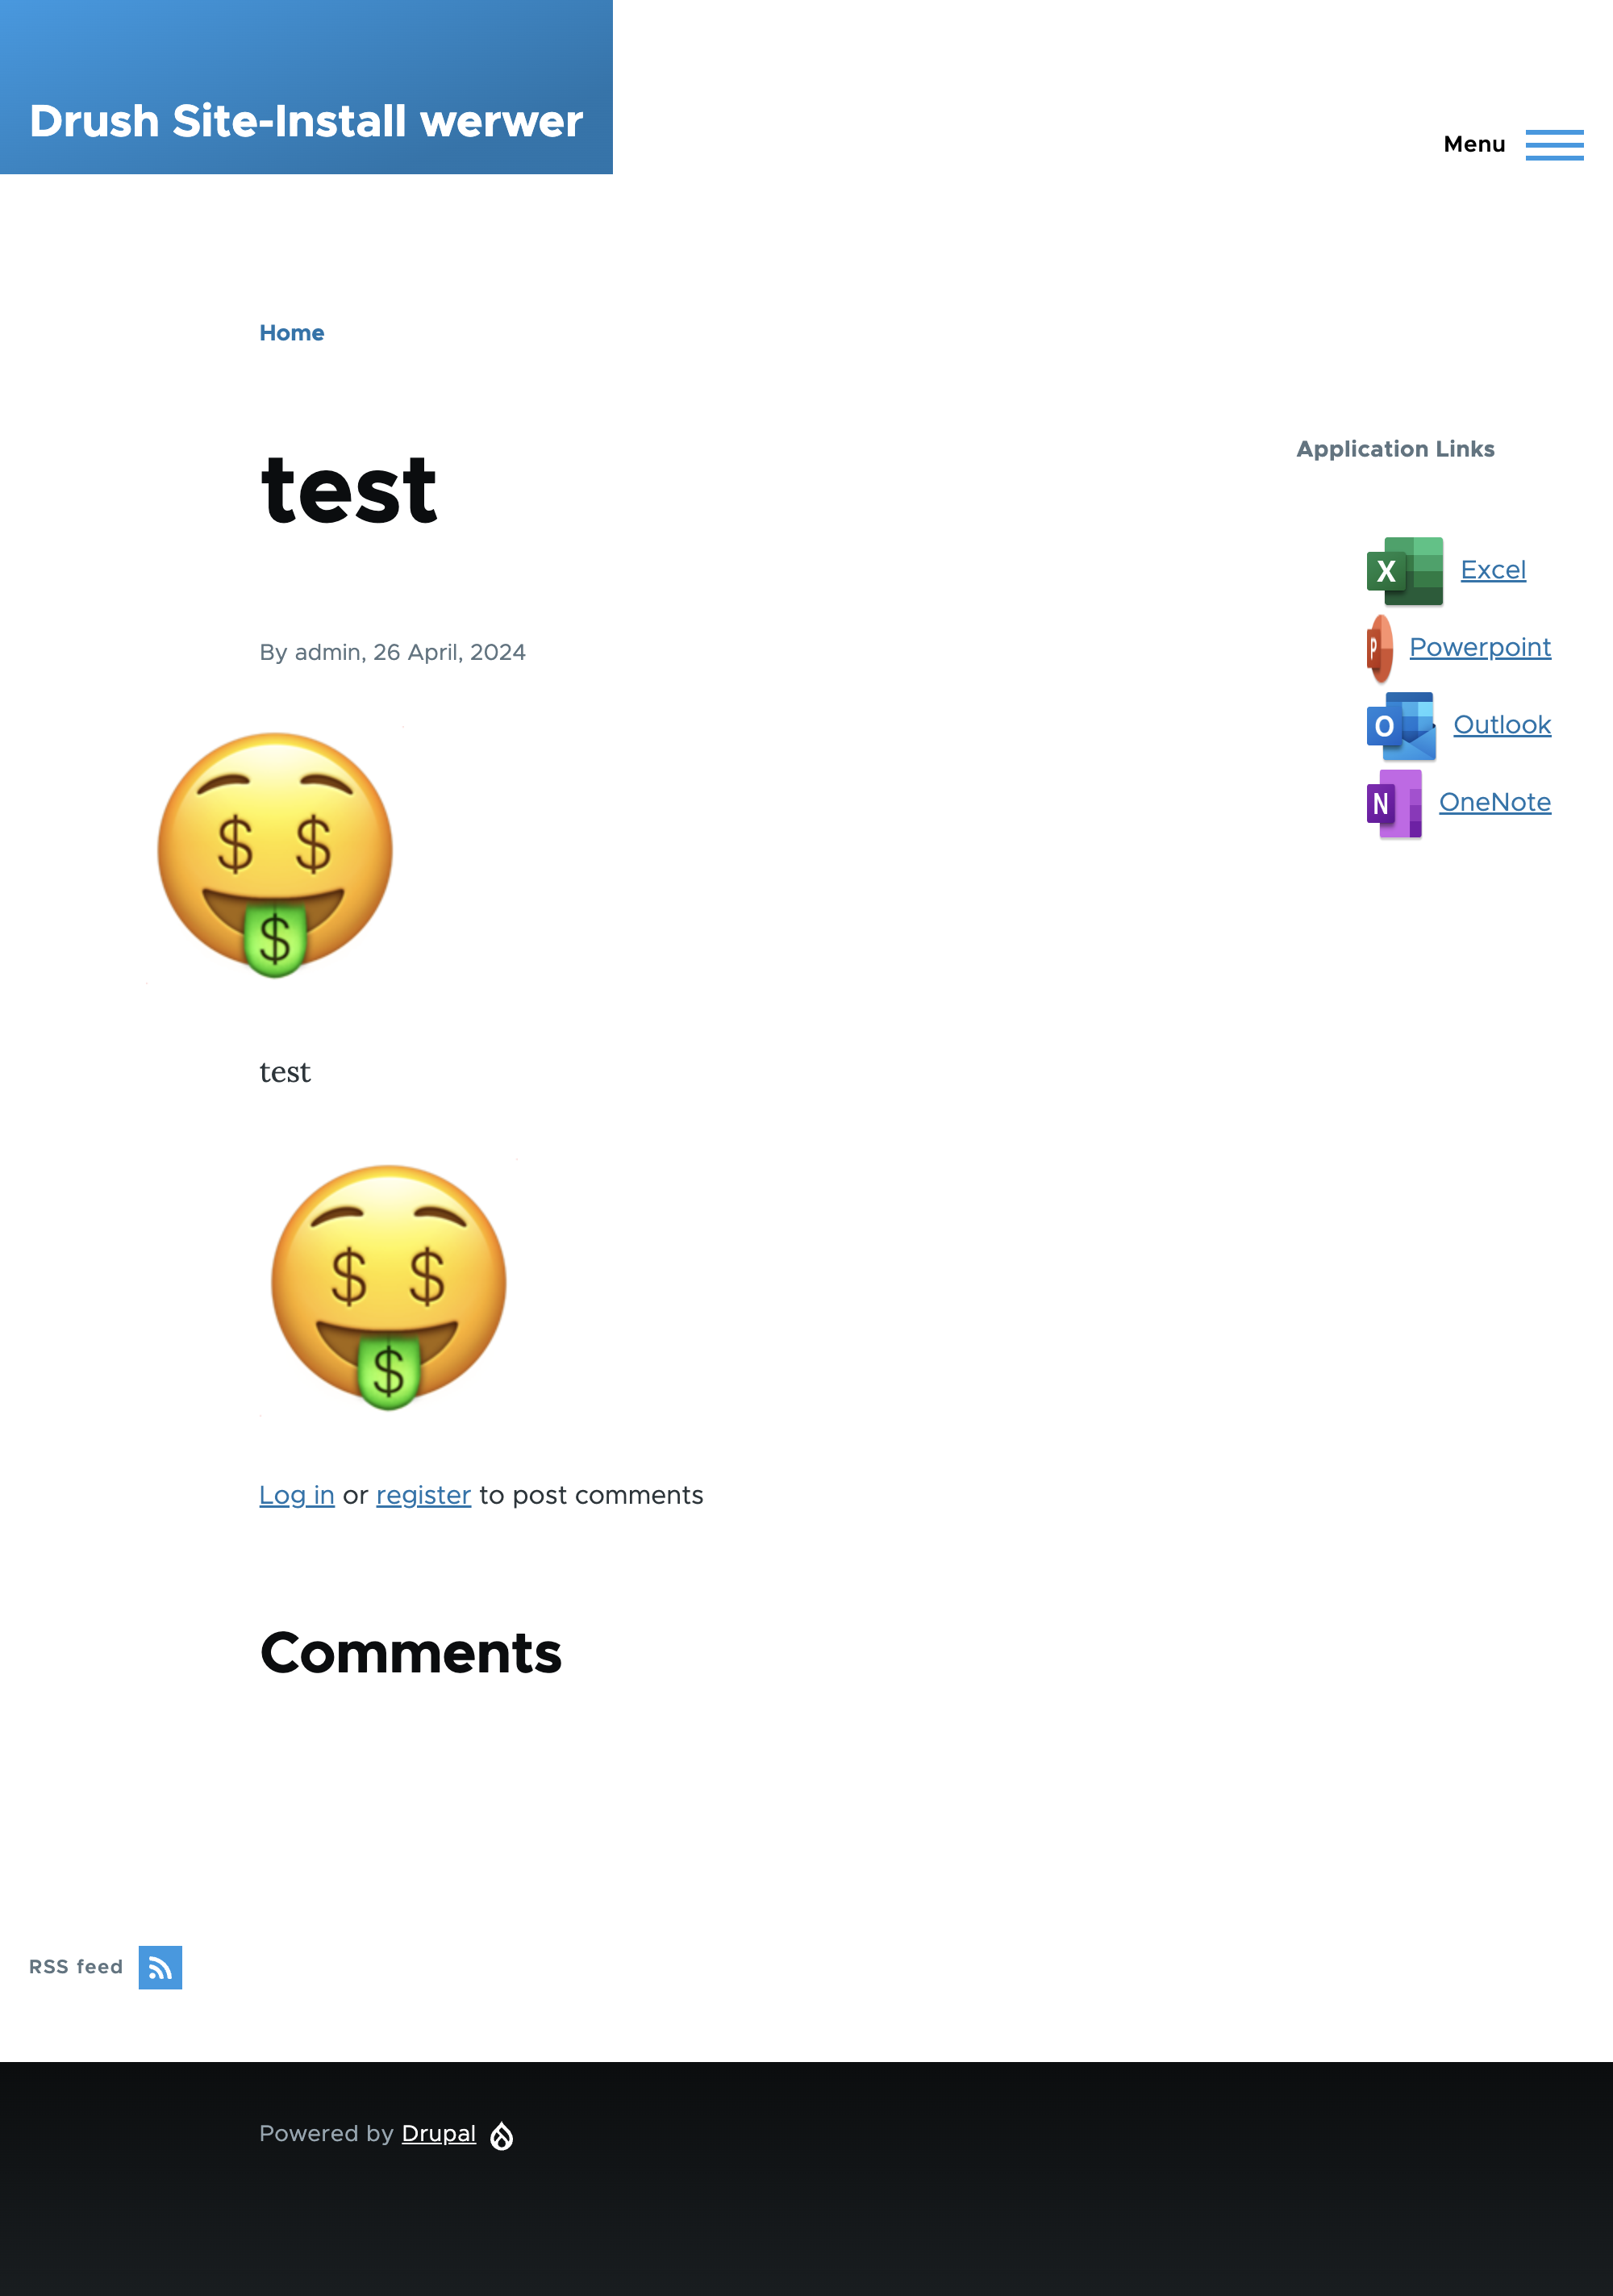 Drush Site-Install werwer
Menu
Home
test
By admin, 26 April, 2024
$ $
$
test
$ $
$
Log in or register to post comments
Comments
Application Links
X Excel
P Powerpoint
O Outlook
N OneNote
RSS feed
Powered by Drupal